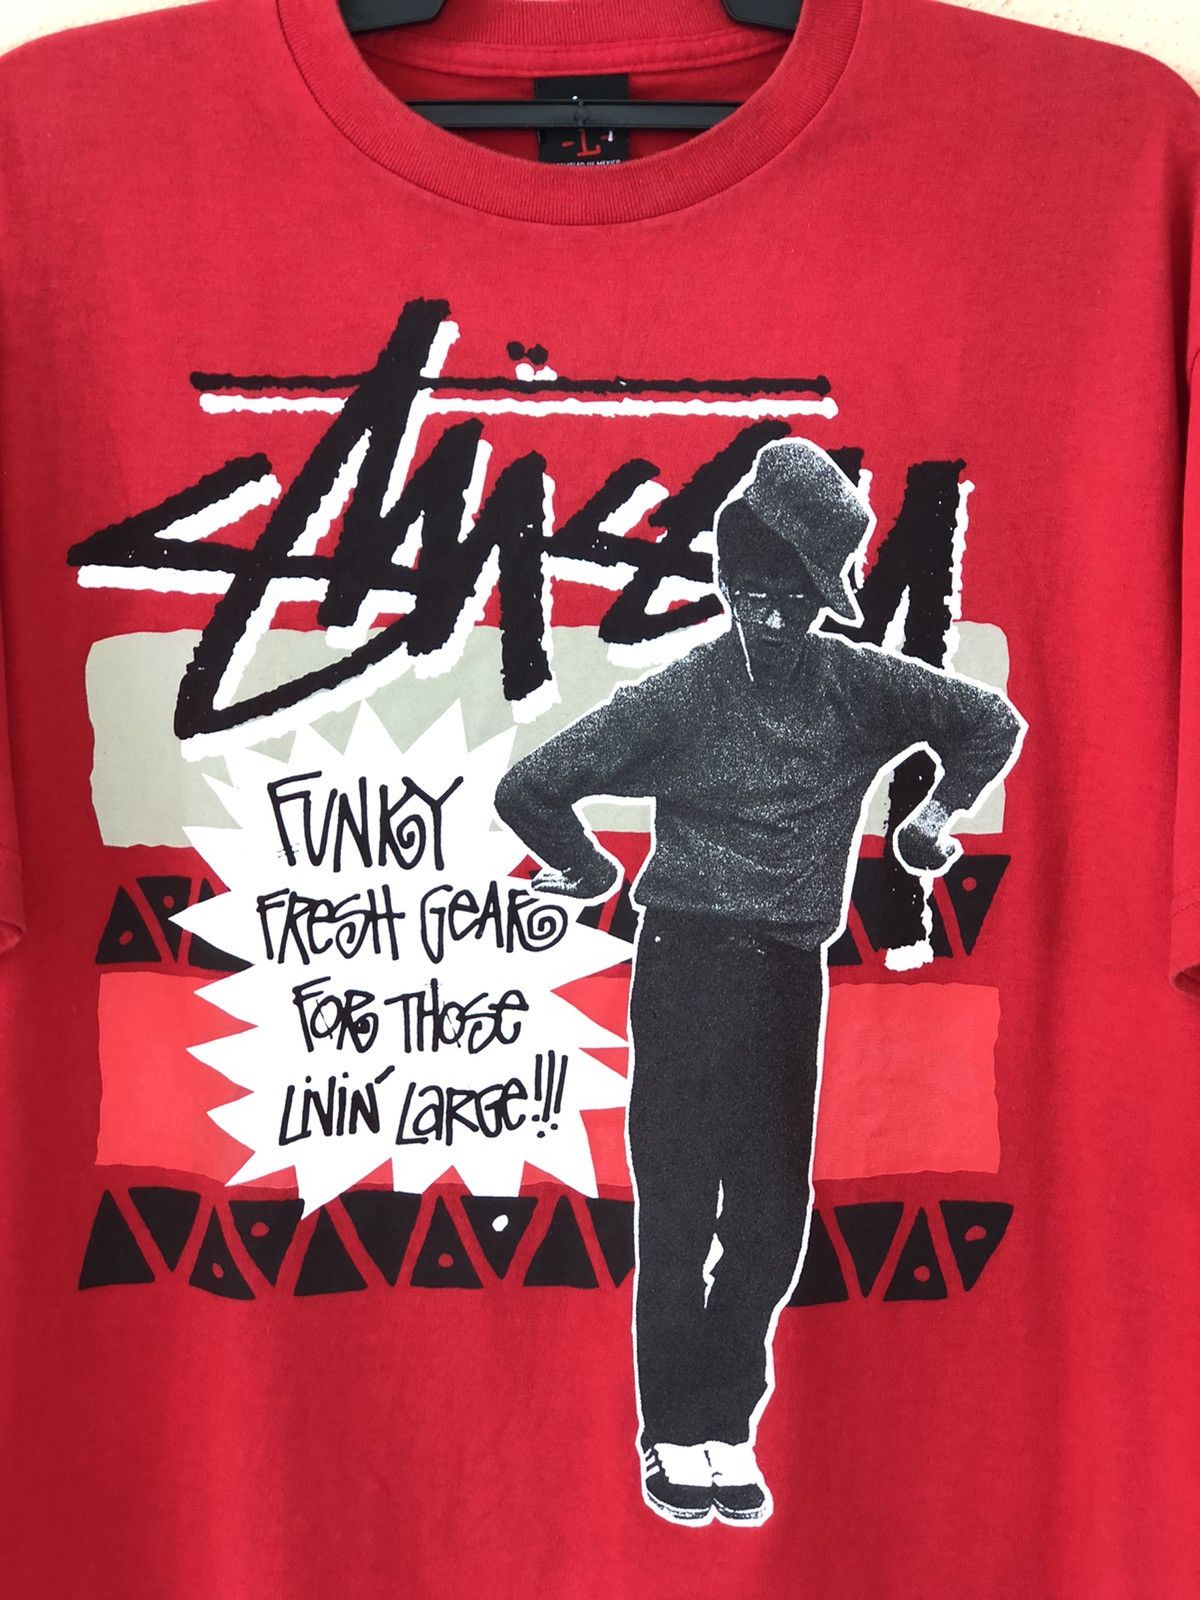 -L-
Stüssy
FUNKY
FRESH GEAR
FOR THOSE
LIVIN' LARGE!!!